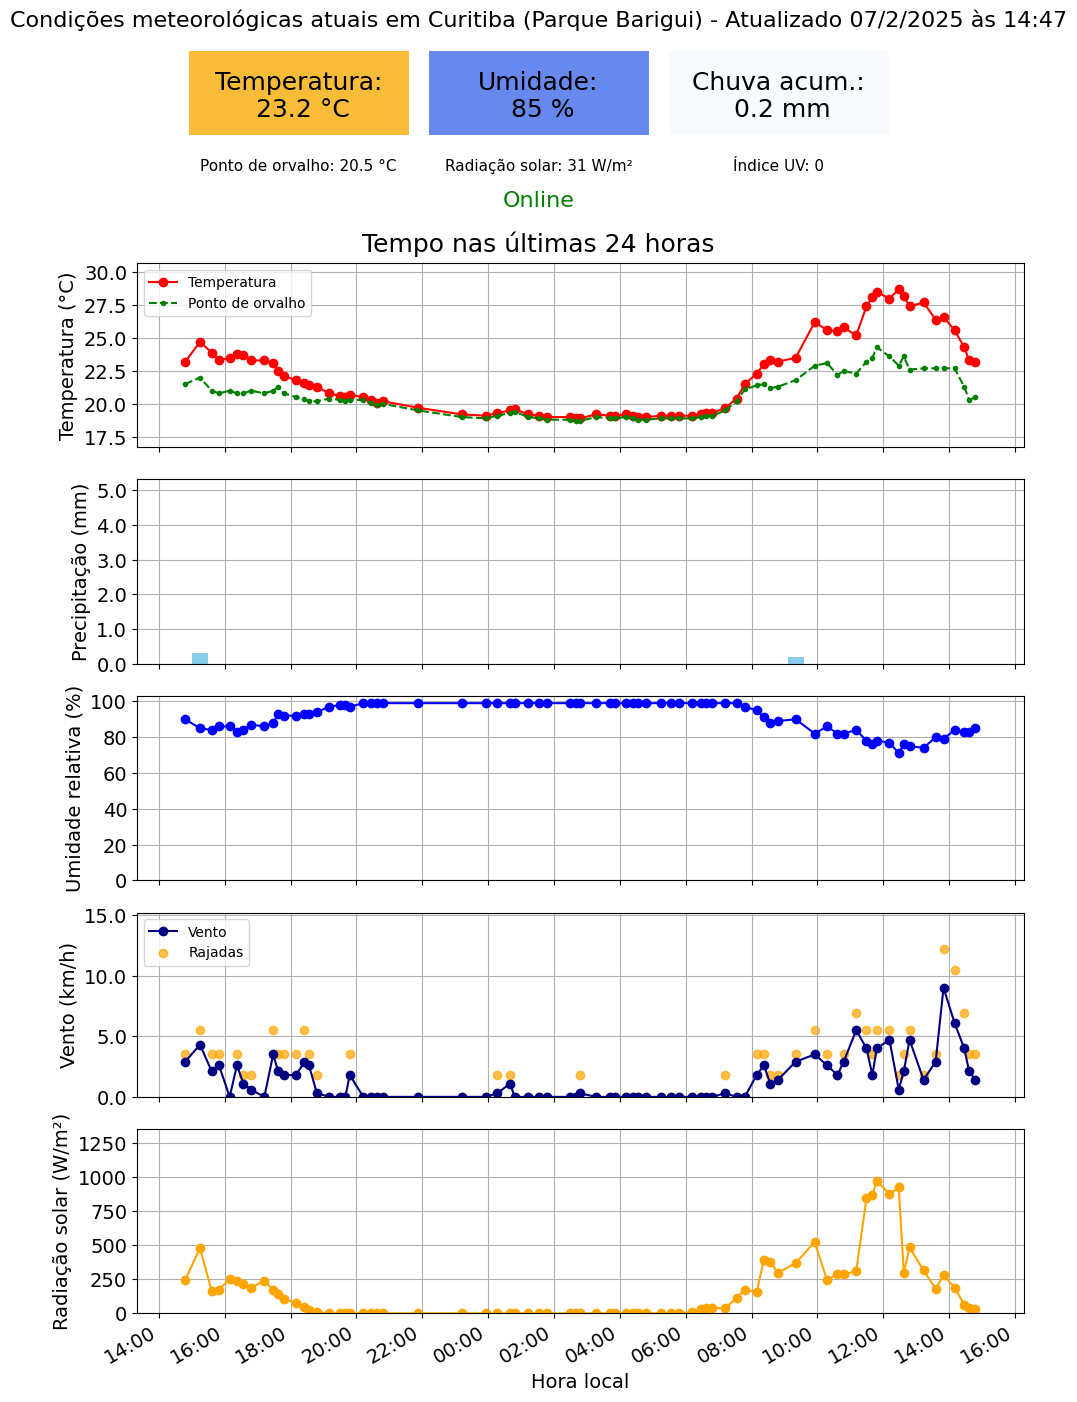 Condições meteorológicas atuais em Curitiba (Parque Barigui) - Atualizado 07/2/2025 às 14:47
Temperatura:
23.2 °C
Umidade:
85 %
Chuva acum.:
0.2 mm
Ponto de orvalho: 20.5 °C
Radiação solar: 31 W/m²
Índice UV: 0
Online
Tempo nas últimas 24 horas
Temperatura (°C)
30.0
27.5
25.0
22.5
20.0
17.5
Temperatura
Ponto de orvalho
Precipitação (mm)
5.0
4.0
3.0
2.0
1.0
0.0
Umidade relativa (%)
100
80
60
40
20
0
Vento (km/h)
15.0
10.0
5.0
0.0
Vento
Rajadas
Radiação solar (W/m²)
1250
1000
750
500
250
0
14:00 16:00 18:00 20:00 22:00 00:00 02:00 04:00 06:00 08:00 10:00 12:00 14:00 16:00
Hora local